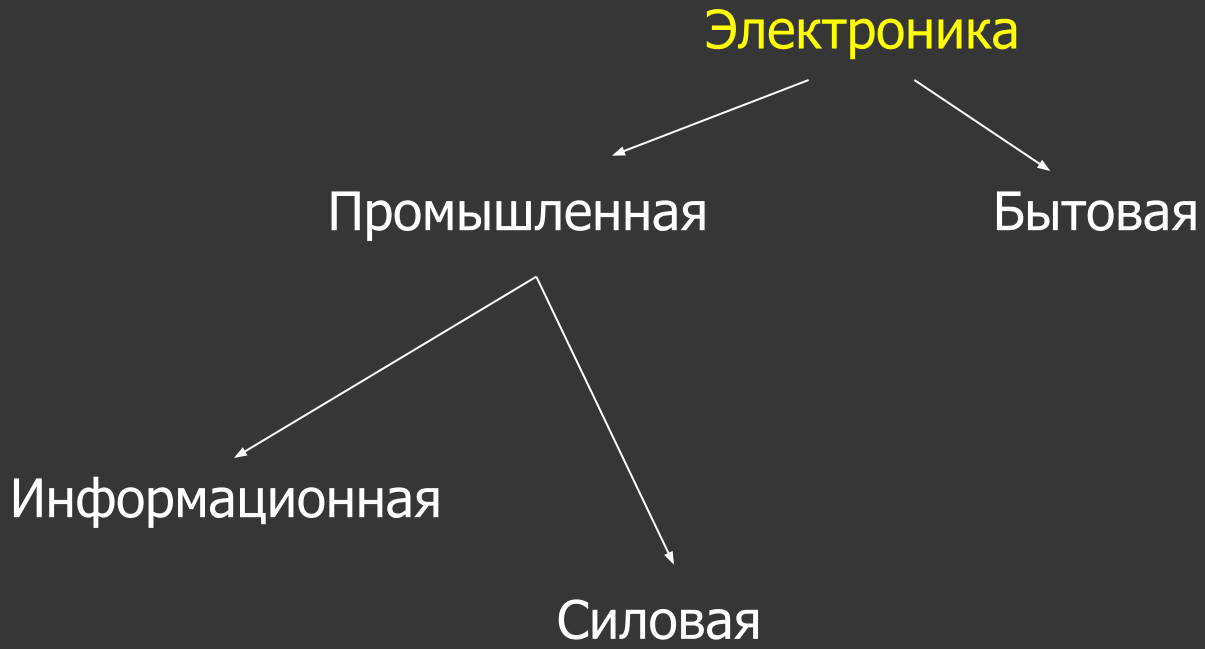 Электроника
Промышленная
Бытовая
Информационная
Силовая